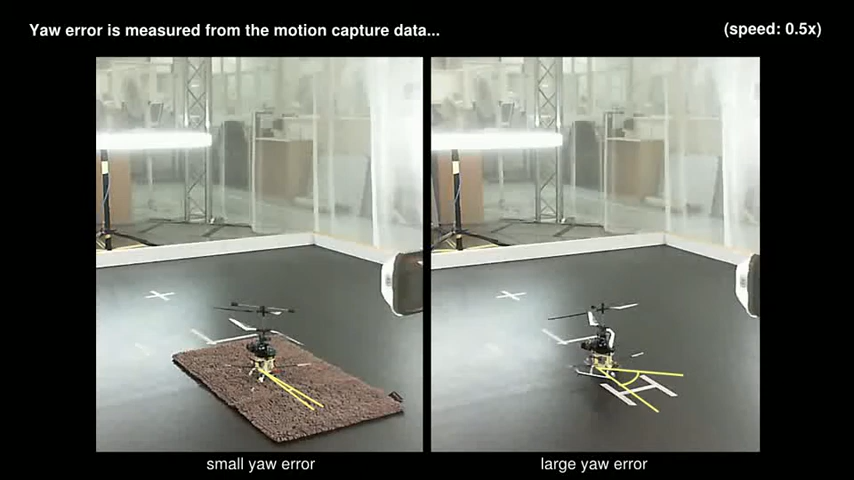 Yaw error is measured from the motion capture data...
(speed: 0.5x)
small yaw error
large yaw error